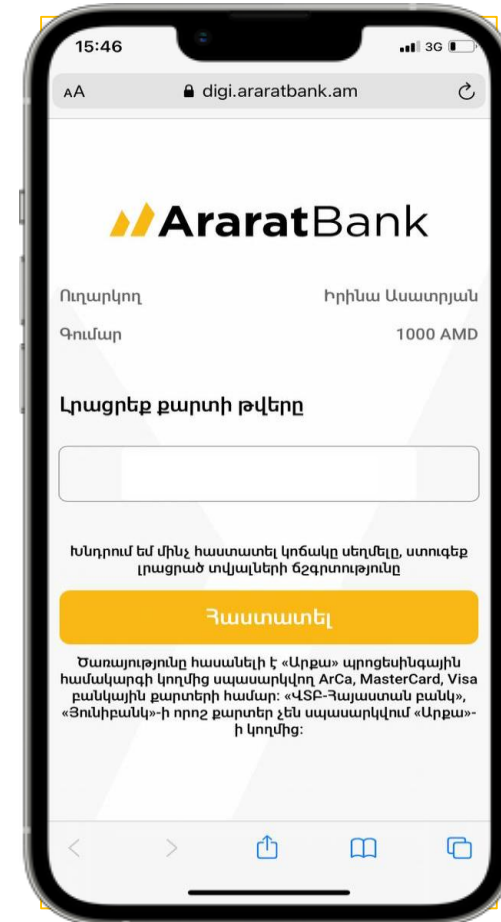 15:46 3G
AA digi.araratbank.am
AraratBank
Ուղարկող Իրինա Ասատրյան
Գումար 1000 AMD
Լրացրեք քարտի թվերը
Խնդրում եմ մինչ հաստատել կոճակը սեղմելը, ստուգեք
լրացրած տվյալների ճշգրտությունը
Հաստատել
Ծառայությունը հասանելի է «Արքա» պրոցեսինգային
համակարգի կողմից սպասարկվող ArCa, MasterCard, Visa
բանկային քարտերի համար: «ՎՏԲ-Հայաստան բանկ»,
«Յունիբանկ»-ի որոշ քարտեր չեն սպասարկվում «Արքա»-
ի կողմից: